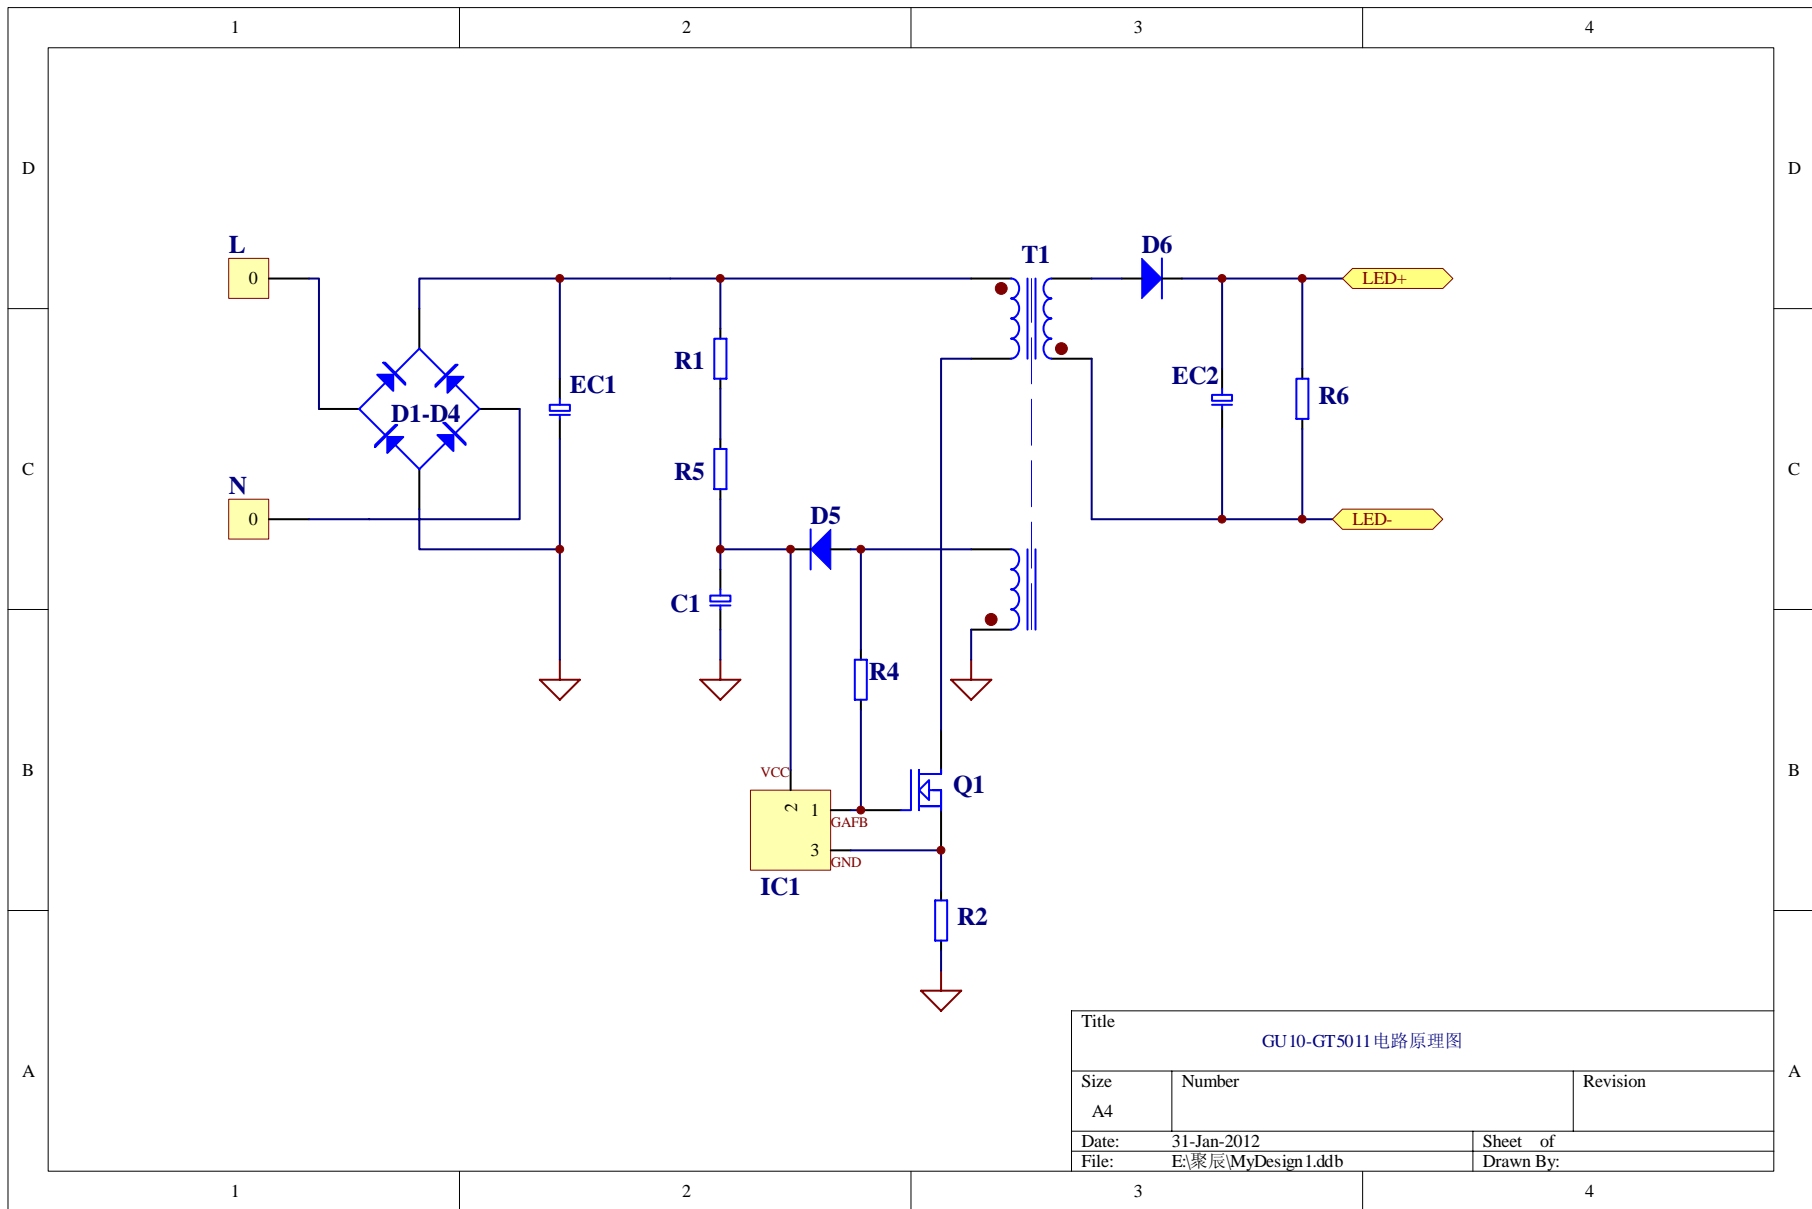 1 2 3 4
D D
L T1 D6
0 LED+
R1 EC1 EC2 R6
D1-D4
C R5 C
N
0 D5 LED-
C1
R4
B VCC Q1 B
2 1
GAFB
3
GND
IC1
R2
Title
GU10-GT5011电路原理图
A A
Size Number Revision
A4
Date: 31-Jan-2012 Sheet of
File: E:\聚辰\MyDesign1.ddb Drawn By:
1 2 3 4